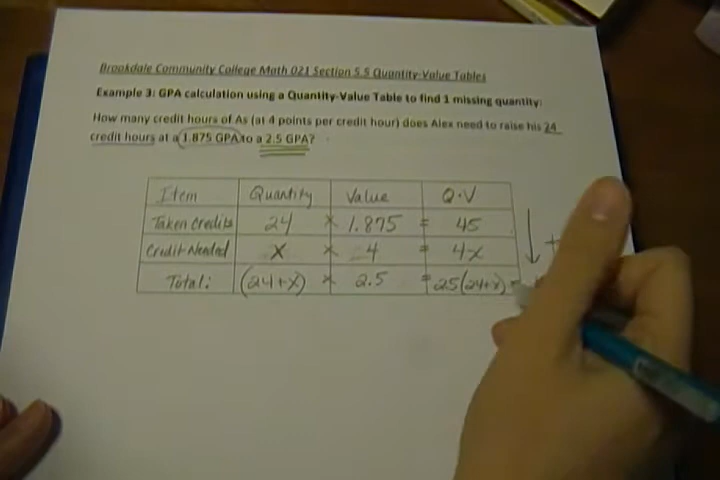 Brookdale Community College Math 021 Section 5.5 Quantity-Value Tables
Example 3: GPA calculation using a Quantity-Value Table to find 1 missing quantity:
How many credit hours of As (at 4 points per credit hour) does Alex need to raise his 24
credit hours at a 1.875 GPA to a 2.5 GPA?
Item Quantity Value Q·V
Taken Credits 24 × 1.875 = 45
Credit Needed x × 4 = 4x
Total: (24+x) × 2.5 = 2.5(24+x) =